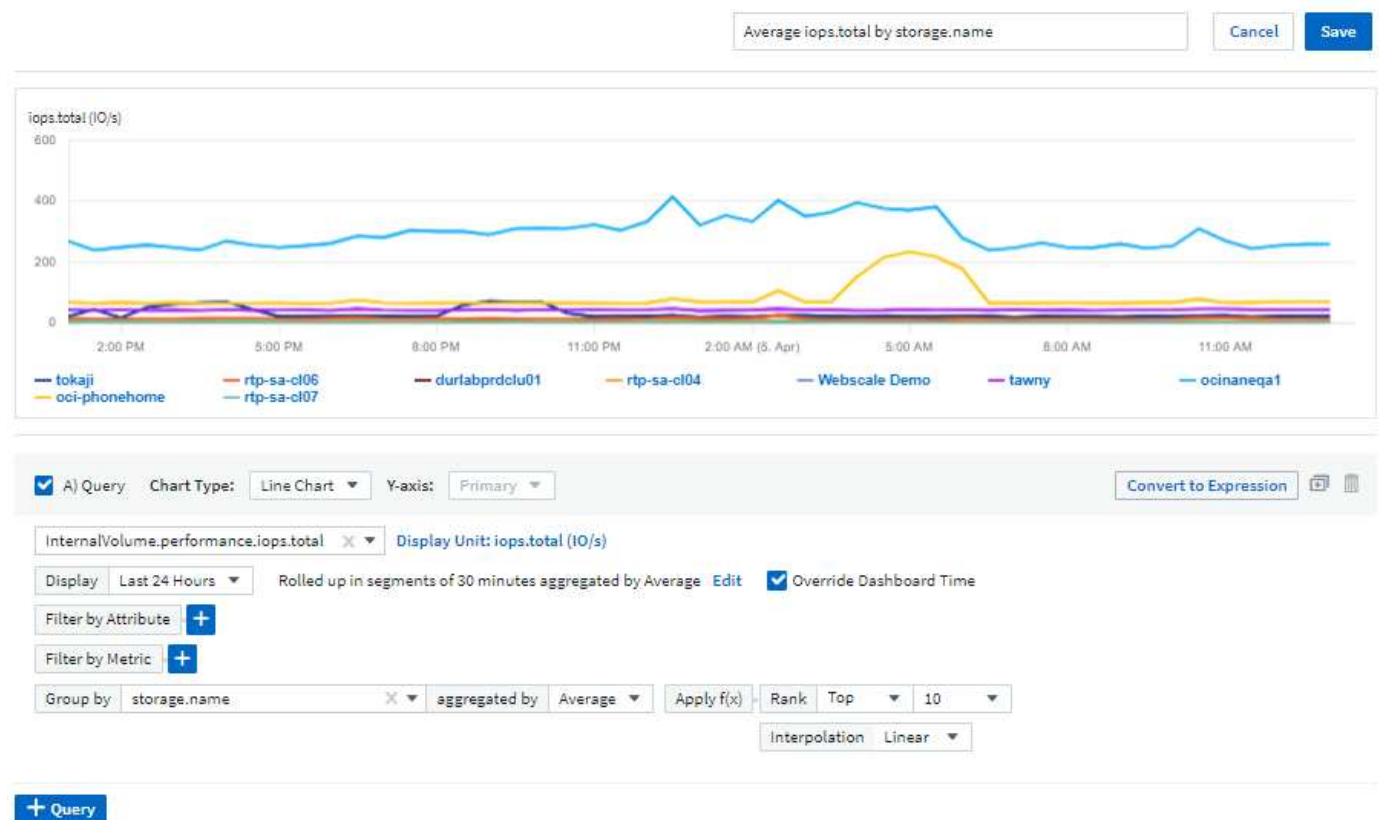 Average iops.total by storage.name Cancel Save
iops.total (IO/s)
600
400
200
0
2:00 PM 5:00 PM 8:00 PM 11:00 PM 2:00 AM (5. Apr) 5:00 AM 8:00 AM 11:00 AM
tokaji rtp-sa-cl06 durlabprdclu01 rtp-sa-cl04 Webscale Demo tawny ocinaneqa1
oci-phonehome rtp-sa-cl07
A) Query Chart Type: Line Chart Y-axis: Primary Convert to Expression
InternalVolume.performance.iops.total Display Unit: iops.total (IO/s)
Display Last 24 Hours Rolled up in segments of 30 minutes aggregated by Average Edit Override Dashboard Time
Filter by Attribute +
Filter by Metric +
Group by storage.name aggregated by Average Apply f(x) Rank Top 10
Interpolation Linear
+ Query